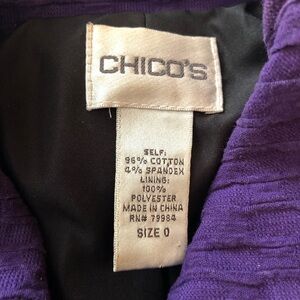 CHICO'S
SELF:
96% COTTON
4% SPANDEX
LINING:
100%
POLYESTER
MADE IN CHINA
RN# 79984
SIZE 0